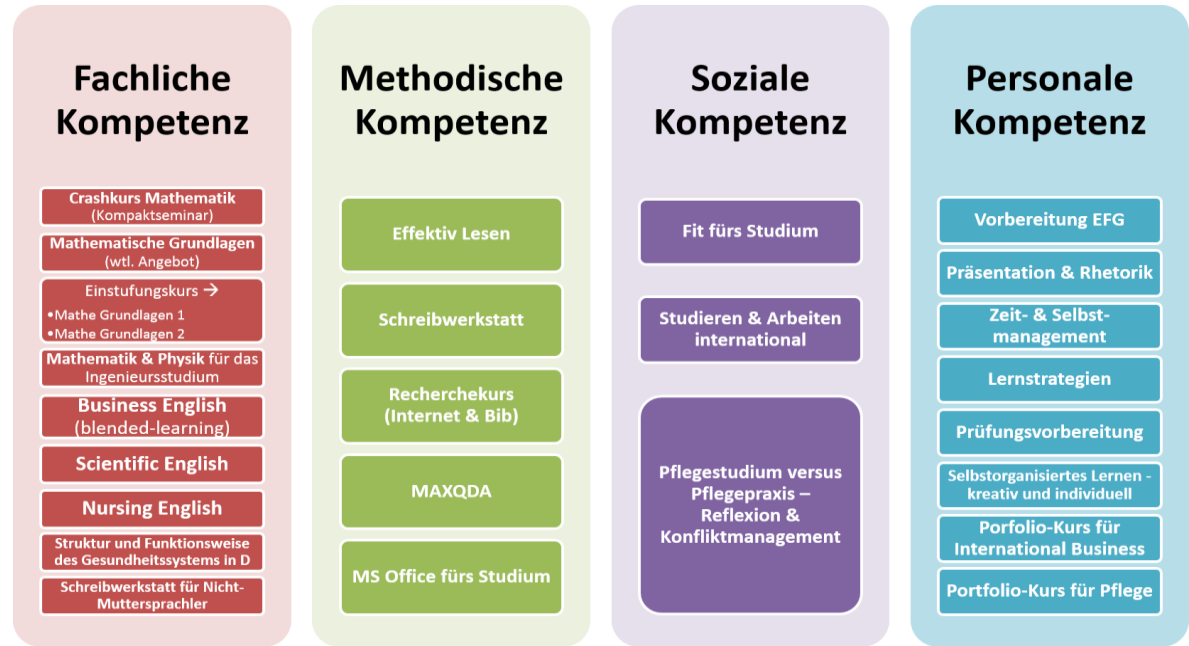 Fachliche
Kompetenz
Crashkurs Mathematik
(Kompaktseminar)
Mathematische Grundlagen
(wtl. Angebot)
Einstufungskurs →
•Mathe Grundlagen 1
•Mathe Grundlagen 2
Mathematik & Physik für das
Ingenieursstudium
Business English
(blended-learning)
Scientific English
Nursing English
Struktur und Funktionsweise
des Gesundheitssystems in D
Schreibwerkstatt für Nicht-
Muttersprachler
Methodische
Kompetenz
Effektiv Lesen
Schreibwerkstatt
Recherchekurs
(Internet & Bib)
MAXQDA
MS Office fürs Studium
Soziale
Kompetenz
Fit fürs Studium
Studieren & Arbeiten
international
Pflegestudium versus
Pflegepraxis –
Reflexion &
Konfliktmanagement
Personale
Kompetenz
Vorbereitung EFG
Präsentation & Rhetorik
Zeit- & Selbst-
management
Lernstrategien
Prüfungsvorbereitung
Selbstorganisiertes Lernen -
kreativ und individuell
Porfolio-Kurs für
International Business
Portfolio-Kurs für Pflege